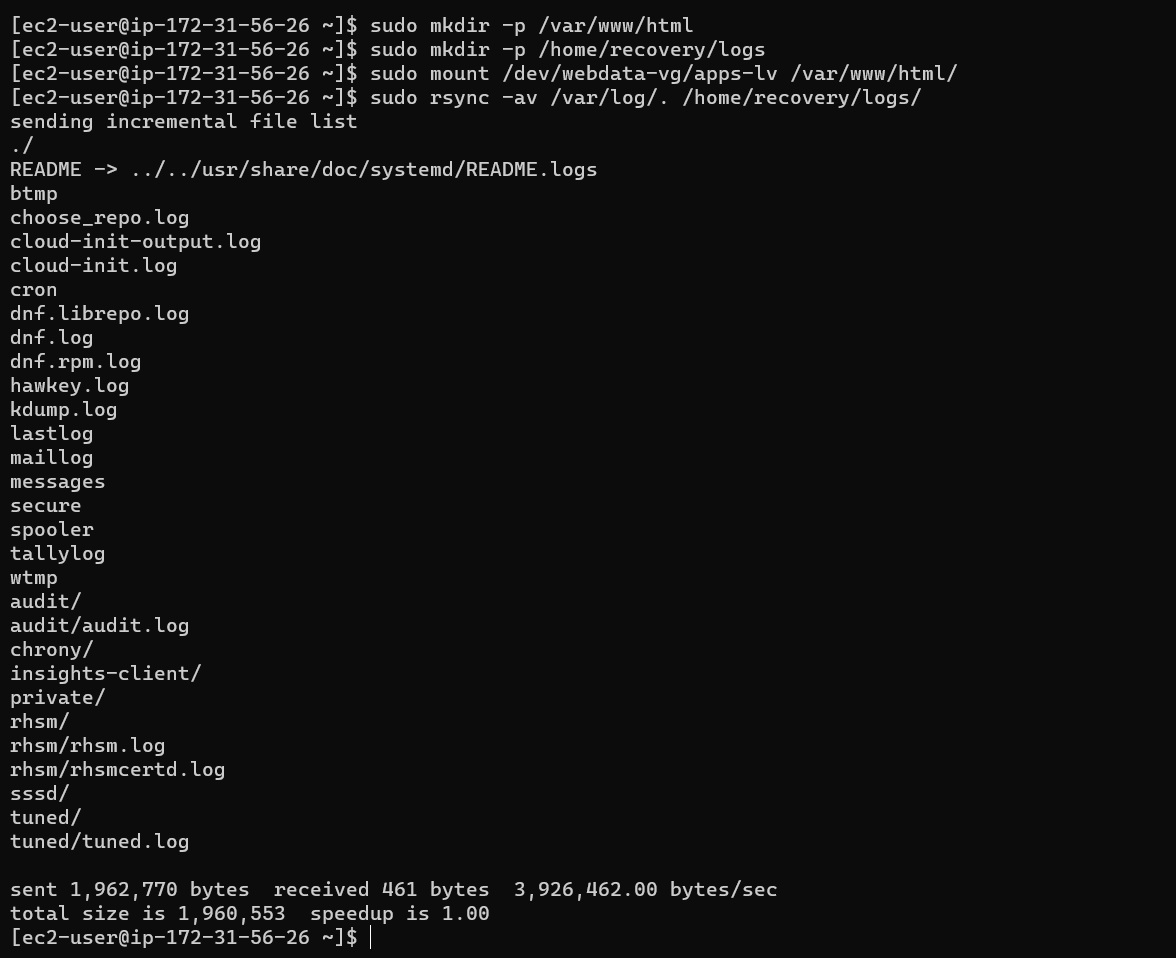 [ec2-user@ip-172-31-56-26 ~]$ sudo mkdir -p /var/www/html
[ec2-user@ip-172-31-56-26 ~]$ sudo mkdir -p /home/recovery/logs
[ec2-user@ip-172-31-56-26 ~]$ sudo mount /dev/webdata-vg/apps-lv /var/www/html/
[ec2-user@ip-172-31-56-26 ~]$ sudo rsync -av /var/log/. /home/recovery/logs/
sending incremental file list
./
README -> ../../usr/share/doc/systemd/README.logs
btmp
choose_repo.log
cloud-init-output.log
cloud-init.log
cron
dnf.librepo.log
dnf.log
dnf.rpm.log
hawkey.log
kdump.log
lastlog
maillog
messages
secure
spooler
tallylog
wtmp
audit/
audit/audit.log
chrony/
insights-client/
private/
rhsm/
rhsm/rhsm.log
rhsm/rhsmcertd.log
sssd/
tuned/
tuned/tuned.log

sent 1,962,770 bytes  received 461 bytes  3,926,462.00 bytes/sec
total size is 1,960,553  speedup is 1.00
[ec2-user@ip-172-31-56-26 ~]$